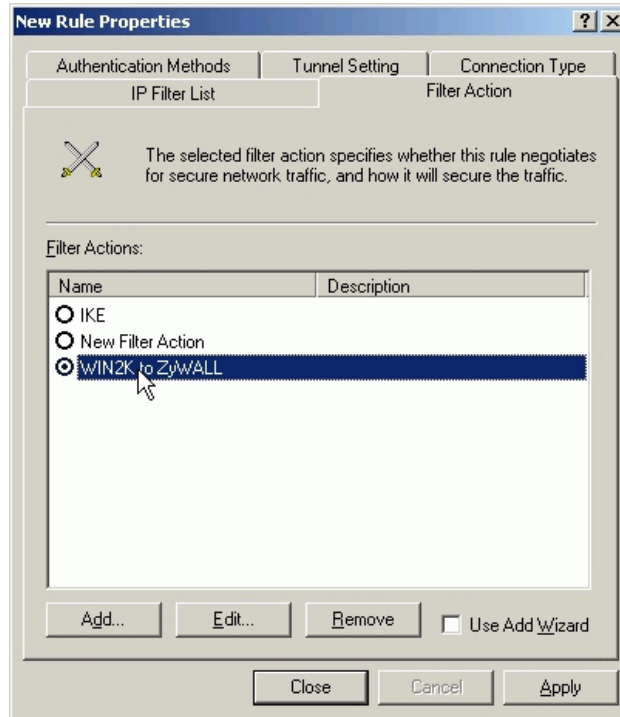 New Rule Properties
Authentication Methods
Tunnel Setting
Connection Type
IP Filter List
Filter Action
The selected filter action specifies whether this rule negotiates
for secure network traffic, and how it will secure the traffic.
Filter Actions:
Name
Description
IKE
New Filter Action
WIN2K to ZyWALL
Add...
Edit...
Remove
Use Add Wizard
Close
Cancel
Apply